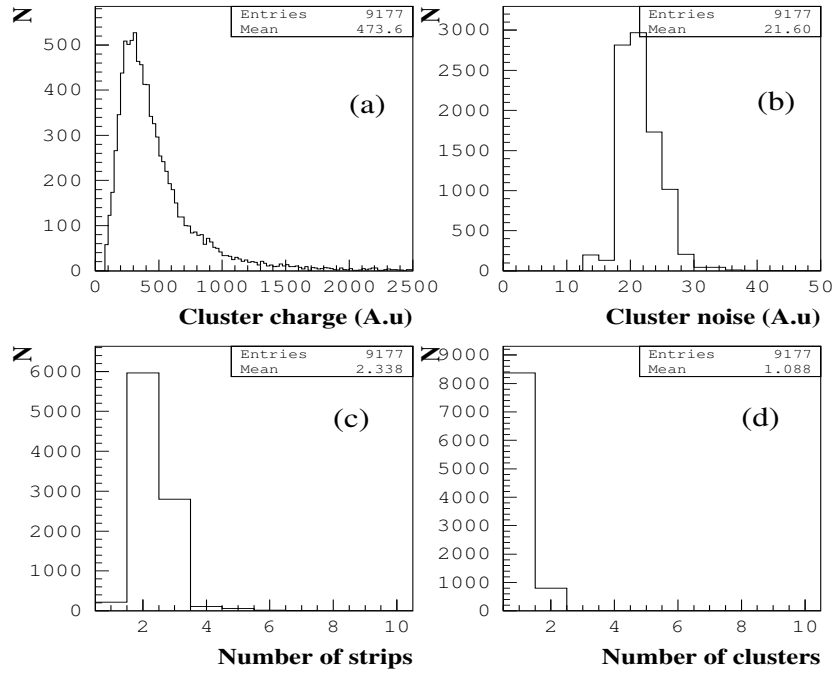 N
Entries 9177
Mean 473.6
(a)
500
400
300
200
100
0
0 500 1000 1500 2000 2500
Cluster charge (A.u)
N
Entries 9177
Mean 21.60
(b)
3000
2500
2000
1500
1000
500
0
0 10 20 30 40 50
Cluster noise (A.u)
N
Entries 9177
Mean 2.338
(c)
6000
5000
4000
3000
2000
1000
0
2 4 6 8 10
Number of strips
N
Entries 9177
Mean 1.088
(d)
9000
8000
7000
6000
5000
4000
3000
2000
1000
0
2 4 6 8 10
Number of clusters